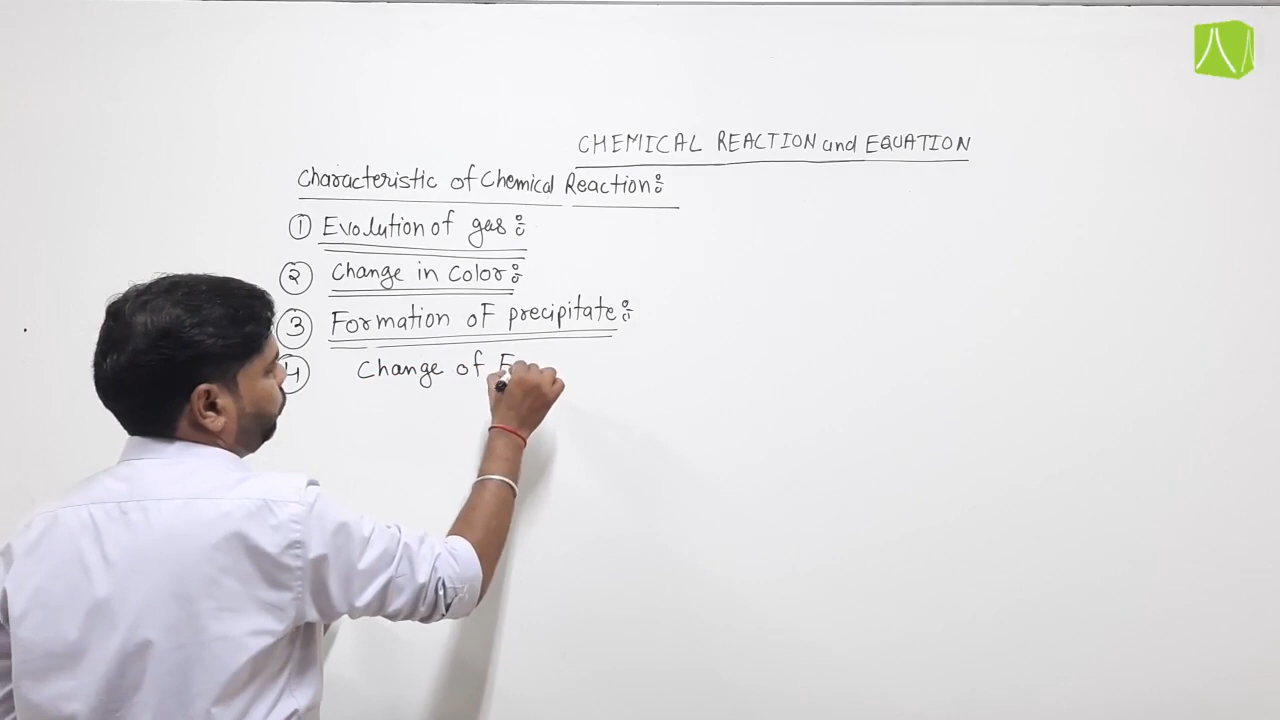 CHEMICAL REACTION and EQUATION
Characteristic of Chemical Reaction:
① Evolution of gas:
② Change in Color:
③ Formation of precipitate:
④ Change of E